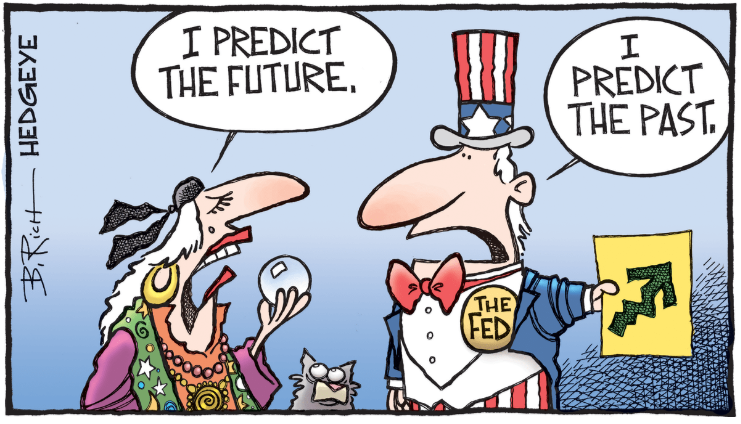 I PREDICT
THE FUTURE.
I
PREDICT
THE PAST.
THE
FED
B. Rich — HEDGEYE